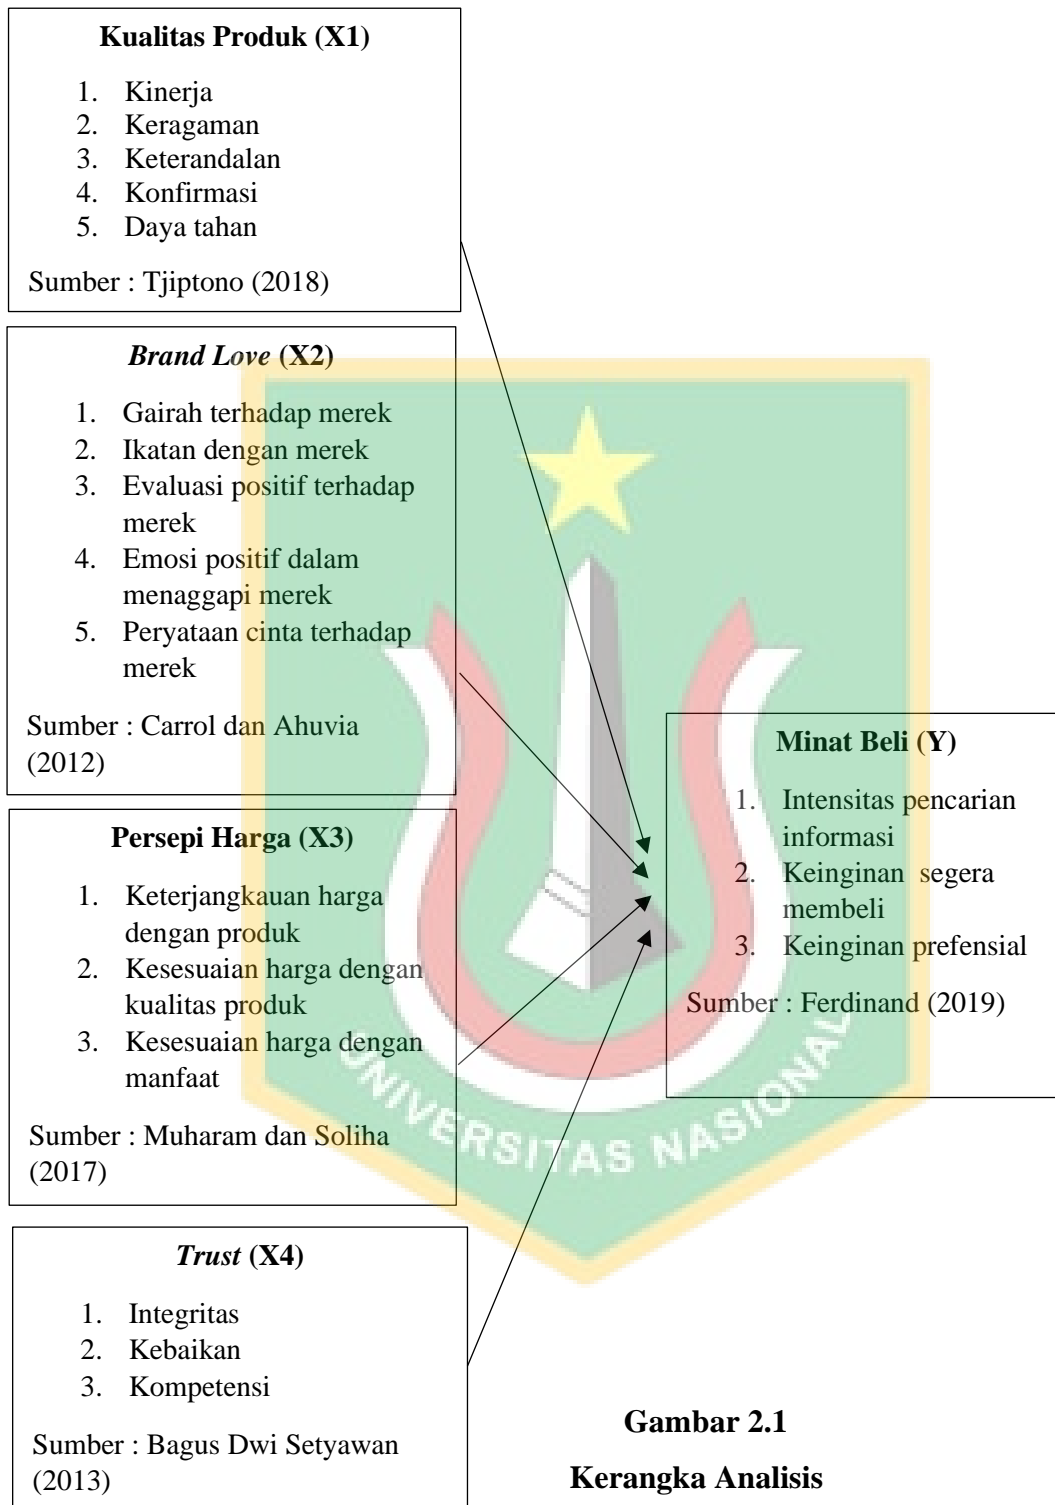 Kualitas Produk (X1)
1. Kinerja
2. Keragaman
3. Keterandalan
4. Konfirmasi
5. Daya tahan
Sumber : Tjiptono (2018)
Brand Love (X2)
1. Gairah terhadap merek
2. Ikatan dengan merek
3. Evaluasi positif terhadap
merek
4. Emosi positif dalam
menaggapi merek
5. Peryataan cinta terhadap
merek
Sumber : Carrol dan Ahuvia
(2012)
Persepi Harga (X3)
1. Keterjangkauan harga
dengan produk
2. Kesesuaian harga dengan
kualitas produk
3. Kesesuaian harga dengan
manfaat
Sumber : Muharam dan Soliha
(2017)
Trust (X4)
1. Integritas
2. Kebaikan
3. Kompetensi
Sumber : Bagus Dwi Setyawan
(2013)
Minat Beli (Y)
1. Intensitas pencarian
informasi
2. Keinginan segera
membeli
3. Keinginan prefensial
Sumber : Ferdinand (2019)
UNIVERSITAS NASIONAL
Gambar 2.1
Kerangka Analisis